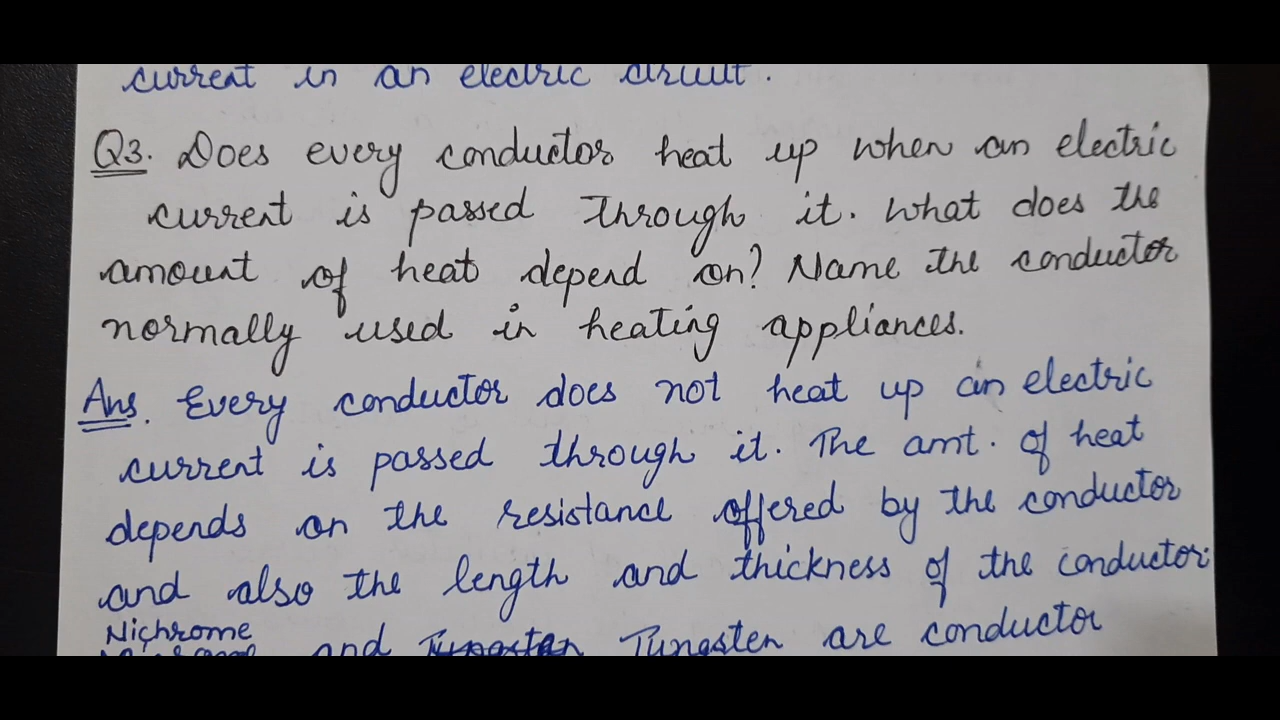 current in an electric circuit.
Q3. Does every conductor heat up when an electric
current is passed through it. What does the
amount of heat depend on? Name the conductor
normally used in heating appliances.
Ans. Every conductor does not heat up an electric
current is passed through it. The amt. of heat
depends on the resistance offered by the conductor
and also the length and thickness of the conductor.
Nichrome
and Tungsten Tungsten are conductor